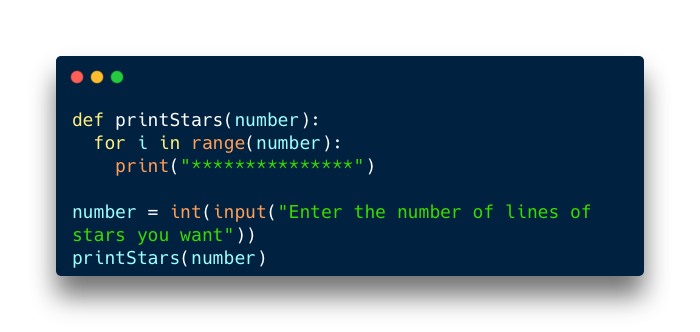 def printStars(number):
  for i in range(number):
    print("***************")

number = int(input("Enter the number of lines of
stars you want"))
printStars(number)